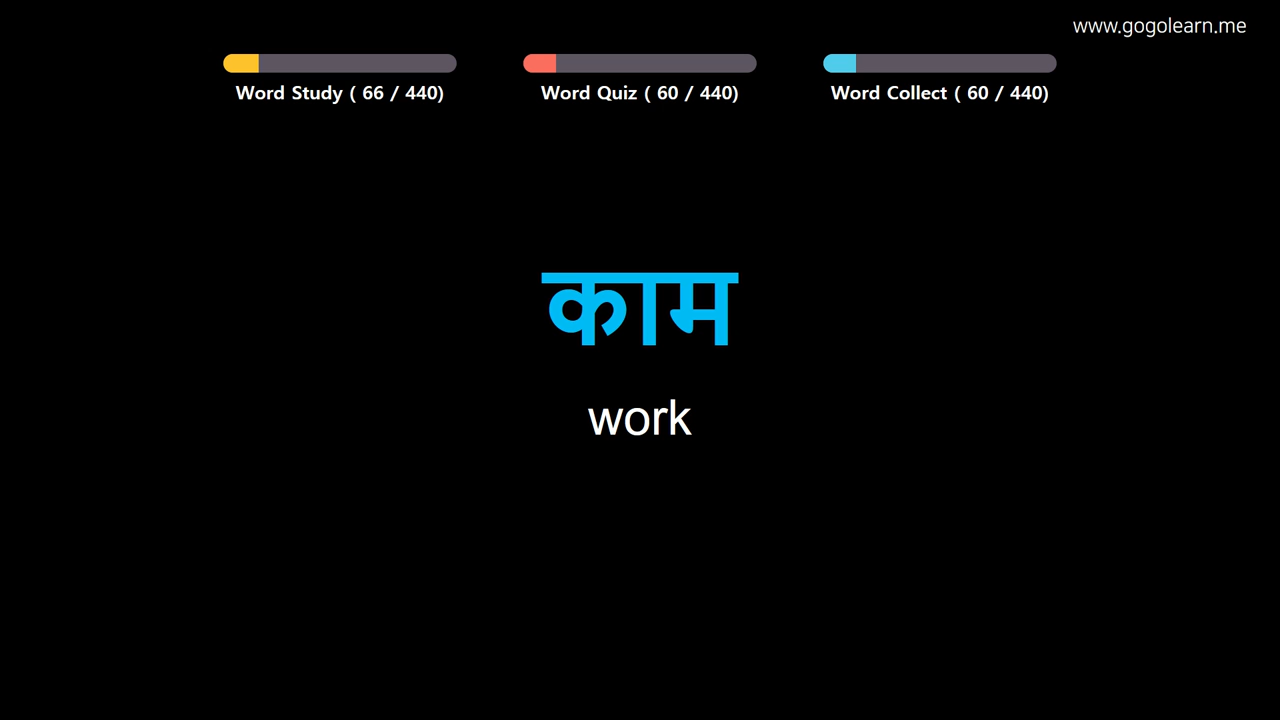 www.gogolearn.me
Word Study ( 66 / 440)
Word Quiz ( 60 / 440)
Word Collect ( 60 / 440)
काम
work